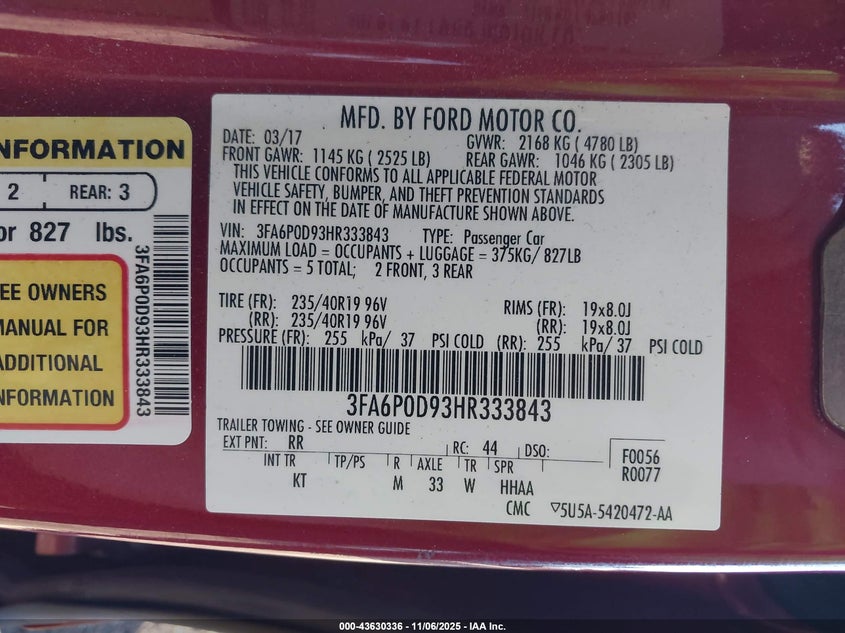 NFORMATION
2 REAR: 3
or 827 lbs.
EE OWNERS
MANUAL FOR
ADDITIONAL
NFORMATION
3FA6P0D93HR333843
MFD. BY FORD MOTOR CO.
DATE: 03/17 GVWR: 2168 KG ( 4780 LB)
FRONT GAWR: 1145 KG ( 2525 LB) REAR GAWR: 1046 KG ( 2305 LB)
THIS VEHICLE CONFORMS TO ALL APPLICABLE FEDERAL MOTOR
VEHICLE SAFETY, BUMPER, AND THEFT PREVENTION STANDARDS
IN EFFECT ON THE DATE OF MANUFACTURE SHOWN ABOVE.
VIN: 3FA6P0D93HR333843 TYPE: Passenger Car
MAXIMUM LOAD = OCCUPANTS + LUGGAGE = 375KG/ 827LB
OCCUPANTS = 5 TOTAL; 2 FRONT, 3 REAR
TIRE (FR): 235/40R19 96V RIMS (FR): 19x8.0J
(RR): 235/40R19 96V (RR): 19x8.0J
PRESSURE (FR): 255 kPa/ 37 PSI COLD (RR): 255 kPa/ 37 PSI COLD
3FA6P0D93HR333843
TRAILER TOWING - SEE OWNER GUIDE
EXT PNT: RR RC: 44 DSO: F0056
R0077
INT TR TP/PS R AXLE TR SPR
KT M 33 W HHAA
CMC ▽5U5A-5420472-AA
000-43630336 - 11/06/2025 - IAA Inc.